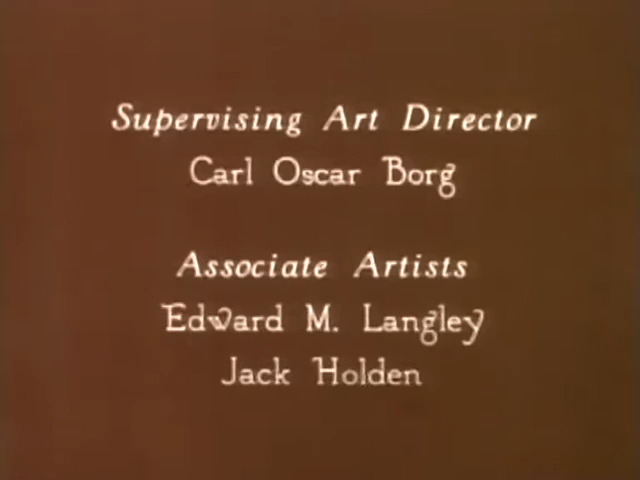 Supervising Art Director
Carl Oscar Borg
Associate Artists
Edward M. Langley
Jack Holden